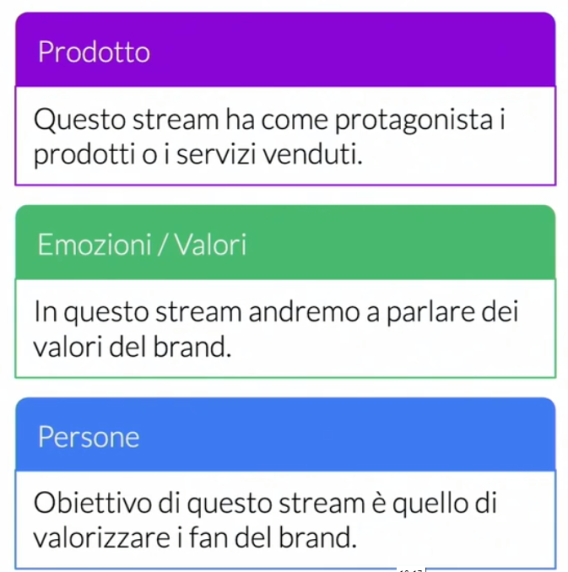 Prodotto
Questo stream ha come protagonista i
prodotti o i servizi venduti.
Emozioni / Valori
In questo stream andremo a parlare dei
valori del brand.
Persone
Obiettivo di questo stream è quello di
valorizzare i fan del brand.